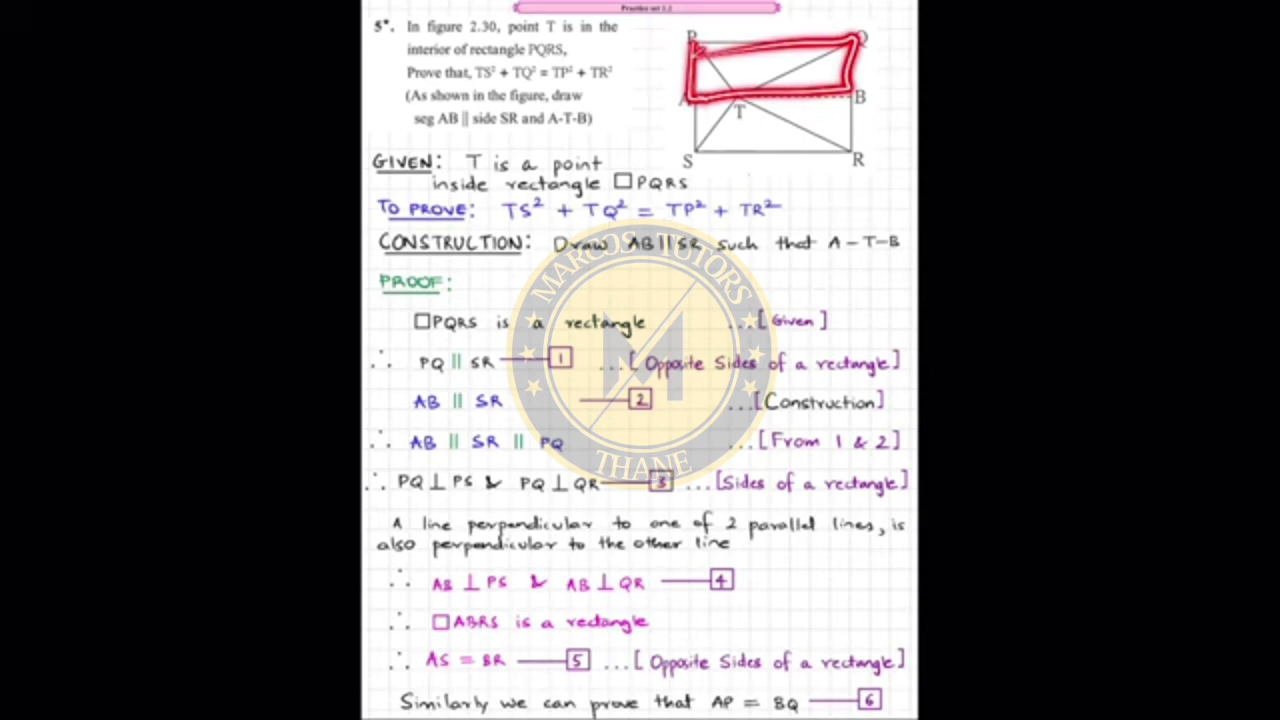 Practice set 2.2
5*. In figure 2.30, point T is in the
interior of rectangle PQRS,
Prove that, TS² + TQ² = TP² + TR²
(As shown in the figure, draw
seg AB || side SR and A-T-B)
P
Q
A
T
B
S
R
GIVEN: T is a point
inside rectangle □PQRS
TO PROVE: TS² + TQ² = TP² + TR²
CONSTRUCTION: Draw AB || SR such that A-T-B
PROOF:
□PQRS is a rectangle ...[Given]
∴ PQ || SR 1 ...[Opposite Sides of a rectangle]
AB || SR 2 ...[Construction]
∴ AB || SR || PQ ...[From 1 & 2]
∴ PQ ⊥ PS & PQ ⊥ QR 3 ...[Sides of a rectangle]
A line perpendicular to one of 2 parallel lines, is
also perpendicular to the other line
∴ AB ⊥ PS & AB ⊥ QR 4
∴ □ABRS is a rectangle
∴ AS = BR 5 ...[Opposite Sides of a rectangle]
Similarly we can prove that AP = BQ 6
MARCOS TUTORS
M
THANE